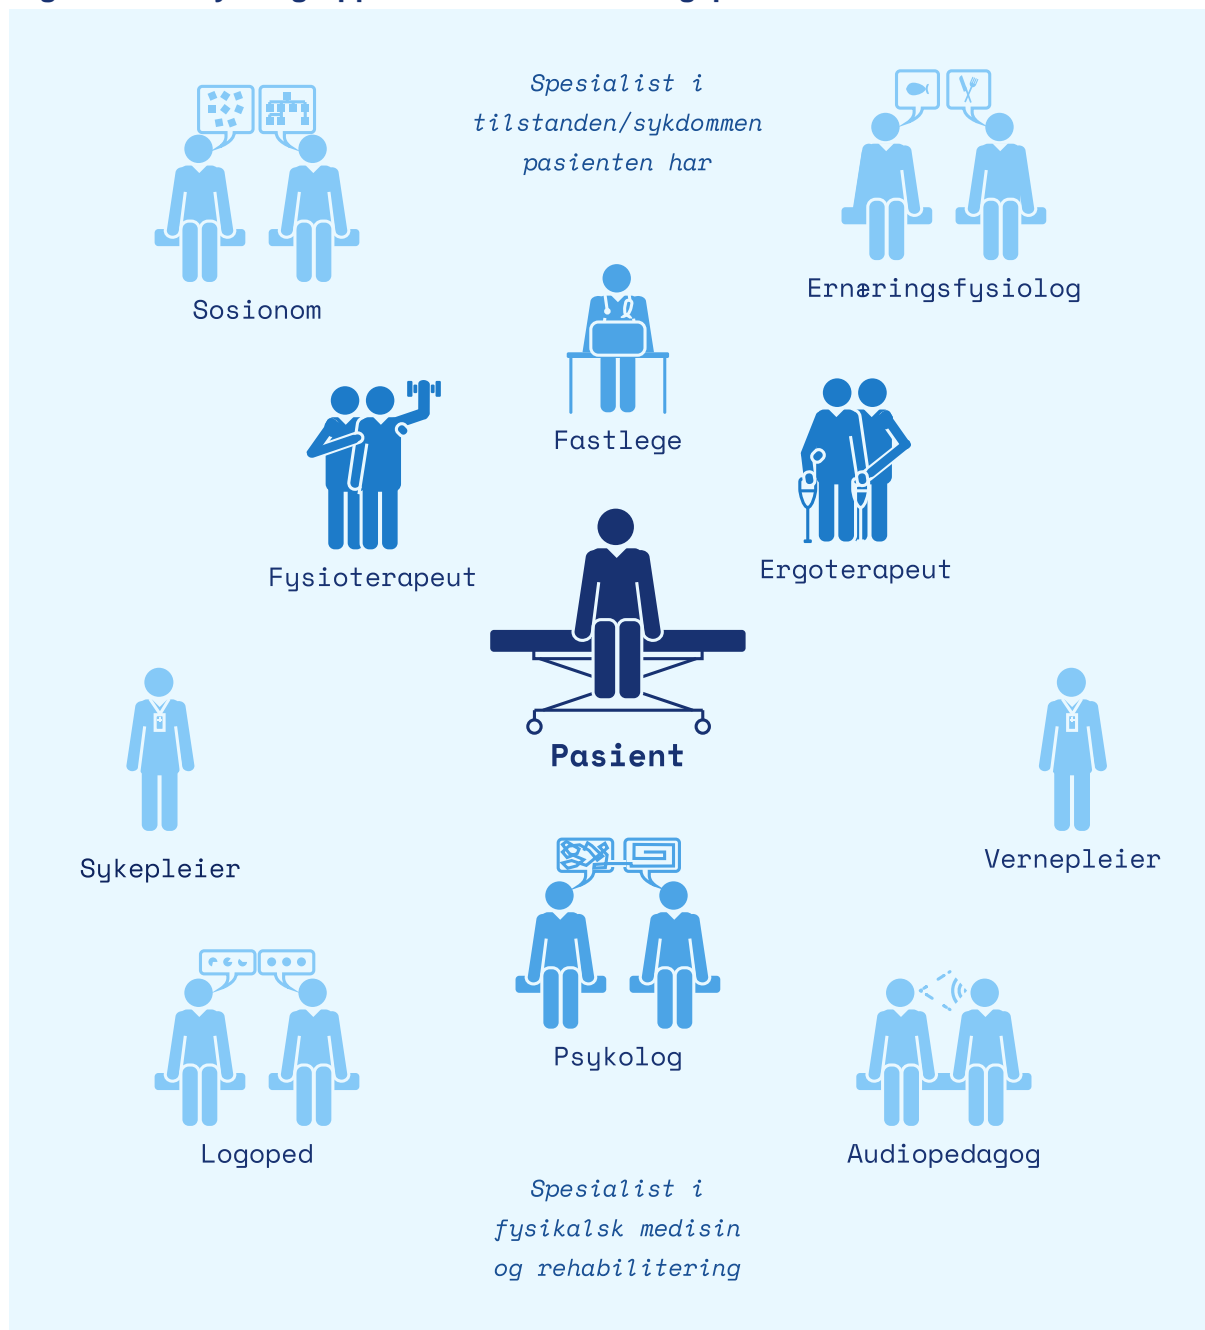 Spesialist i
tilstanden/sykdommen
pasienten har
Sosionom
Ernæringsfysiolog
Fastlege
Fysioterapeut
Ergoterapeut
Pasient
Sykepleier
Vernepleier
Psykolog
Logoped
Audiopedagog
Spesialist i
fysikalsk medisin
og rehabilitering